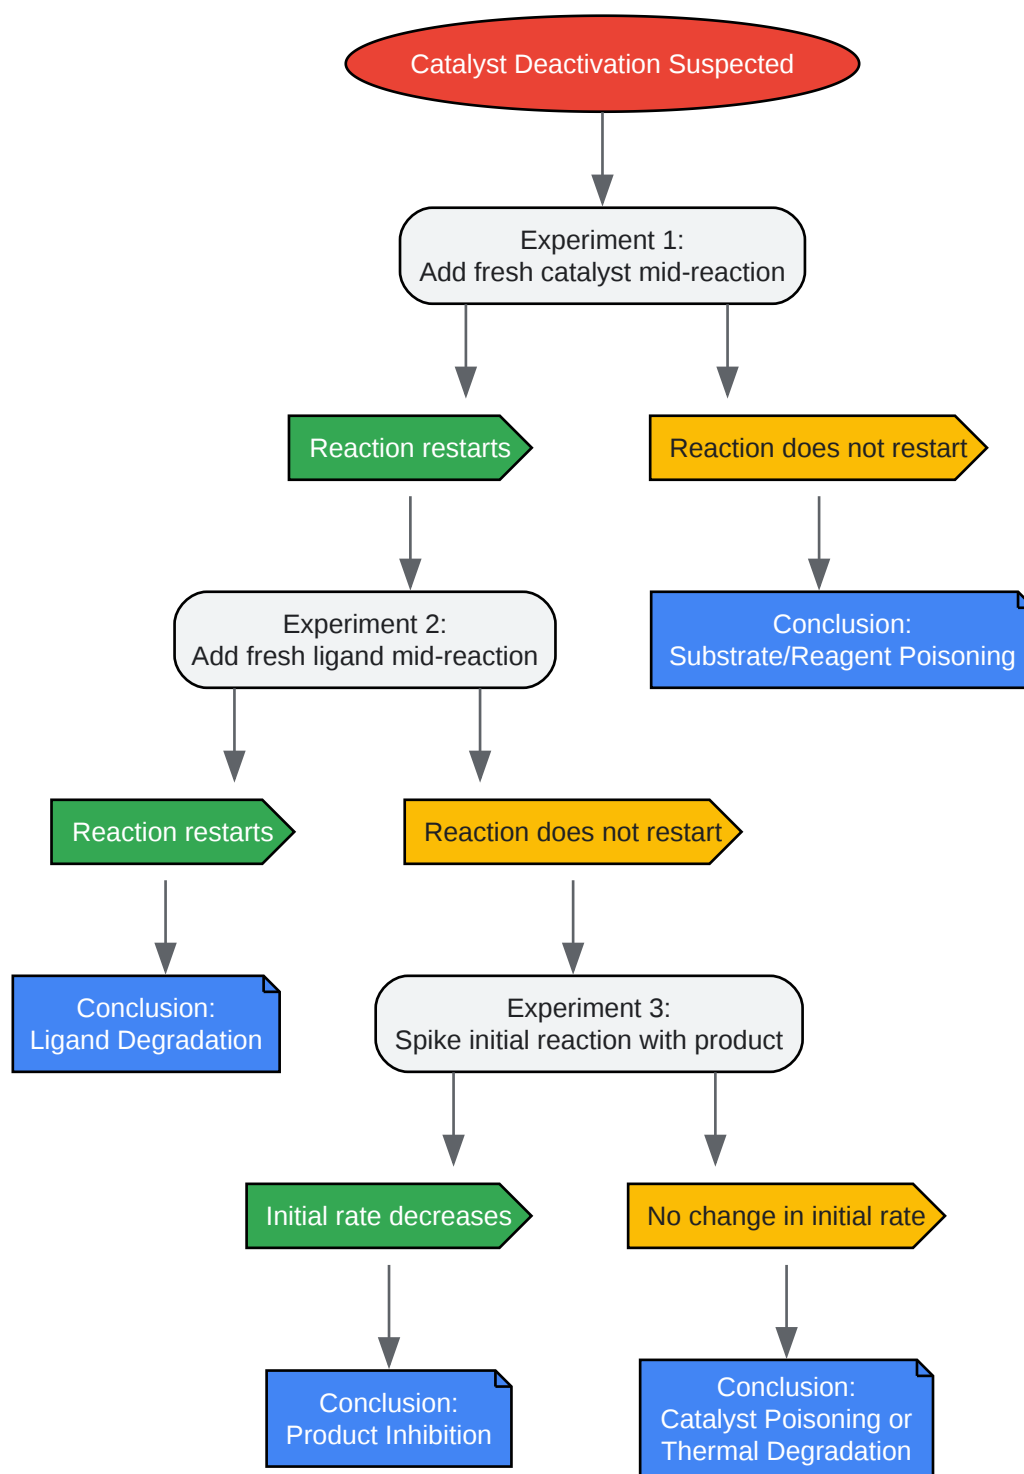 Catalyst Deactivation Suspected
Experiment 1:
Add fresh catalyst mid-reaction
Reaction restarts
Reaction does not restart
Experiment 2:
Add fresh ligand mid-reaction
Conclusion:
Substrate/Reagent Poisoning
Reaction restarts
Reaction does not restart
Conclusion:
Ligand Degradation
Experiment 3:
Spike initial reaction with product
Initial rate decreases
No change in initial rate
Conclusion:
Product Inhibition
Conclusion:
Catalyst Poisoning or
Thermal Degradation